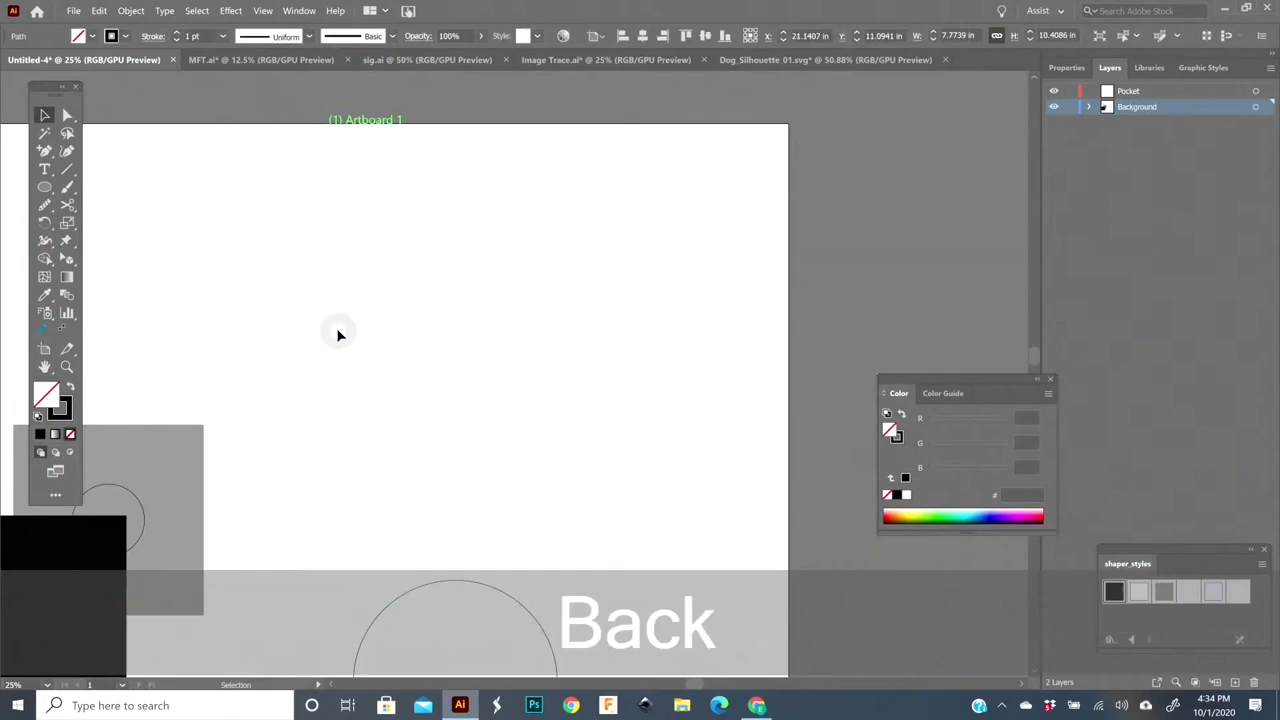 Ai File Edit Object Type Select Effect View Window Help Assist Search Adobe Stock
Path Stroke: 1 pt Uniform Basic Opacity: 100% Style: X: 21.1407 in Y: 11.0941 in W: 7.7739 in H: 10.4086 in
Untitled-4* @ 25% (RGB/GPU Preview) × MFT.ai* @ 12.5% (RGB/GPU Preview) × sig.ai @ 50% (RGB/GPU Preview) × Image Trace.ai* @ 25% (RGB/GPU Preview) × Dog_Silhouette_01.svg* @ 50.88% (RGB/GPU Preview) ×
Properties Layers Libraries Graphic Styles
Pocket
Background
(1) Artboard 1
Color Color Guide
R
G
B
#
shaper_styles
Back
25% 1 Selection 2 Layers
Type here to search Ai Ps F 4:34 PM
10/1/2020